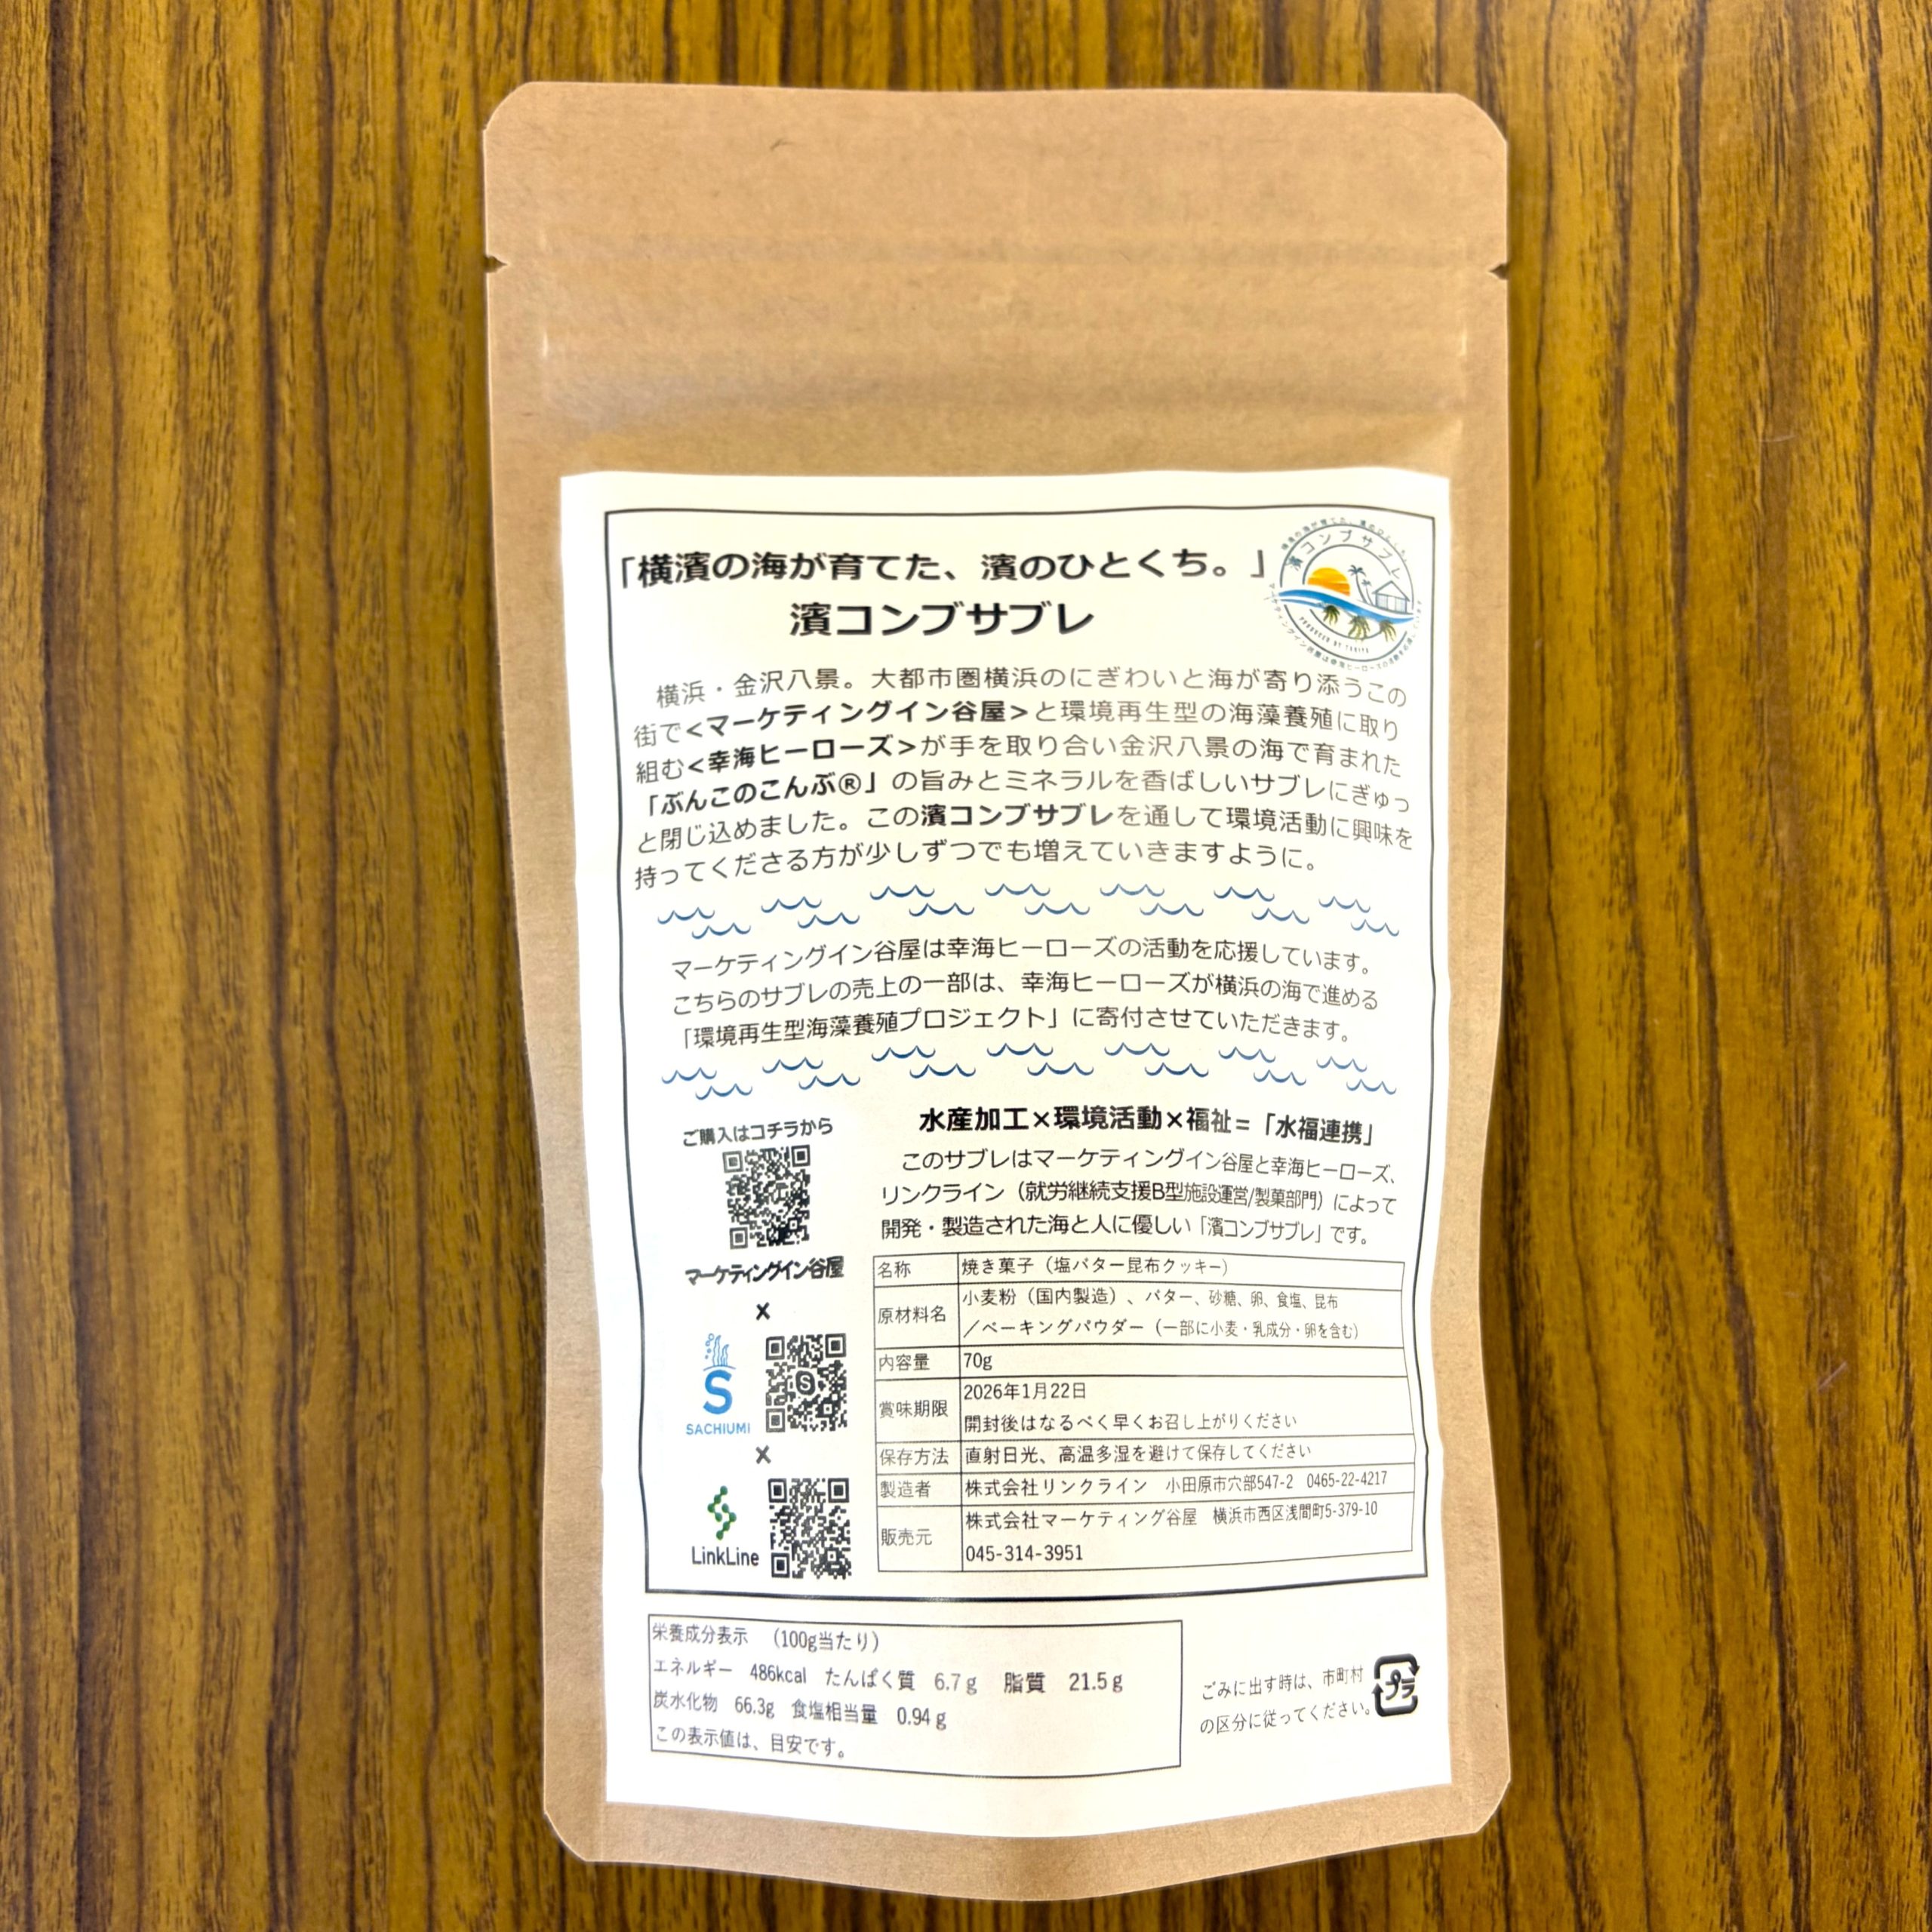 「横濱の海が育てた、濱のひとくち。」
濱コンブサブレ
濱コンブサブレ
横浜・金沢八景。大都市圏横浜のにぎわいと海が寄り添うこの
街で<マーケティングイン谷屋>と環境再生型の海藻養殖に取り
組む<幸海ヒーローズ>が手を取り合い金沢八景の海で育まれた
「ぶんこのこんぶ®」の旨みとミネラルを香ばしいサブレにぎゅっ
と閉じ込めました。この濱コンブサブレを通して環境活動に興味を
持ってくださる方が少しずつでも増えていきますように。
マーケティングイン谷屋は幸海ヒーローズの活動を応援しています。
こちらのサブレの売上の一部は、幸海ヒーローズが横浜の海で進める
「環境再生型海藻養殖プロジェクト」に寄付させていただきます。
ご購入はコチラから
マーケティングイン谷屋
×
S
SACHIUMI
×
LinkLine
水産加工×環境活動×福祉=「水福連携」
このサブレはマーケティングイン谷屋と幸海ヒーローズ、
リンクライン（就労継続支援B型施設運営/製菓部門）によって
開発・製造された海と人に優しい「濱コンブサブレ」です。
名称 焼き菓子（塩バター昆布クッキー）
原材料名 小麦粉（国内製造）、バター、砂糖、卵、食塩、昆布
／ベーキングパウダー（一部に小麦・乳成分・卵を含む）
内容量 70g
賞味期限 2026年1月22日
開封後はなるべく早くお召し上がりください
保存方法 直射日光、高温多湿を避けて保存してください
製造者 株式会社リンクライン 小田原市穴部547-2 0465-22-4217
販売元 株式会社マーケティング谷屋 横浜市西区浅間町5-379-10
045-314-3951
栄養成分表示 （100g当たり）
エネルギー 486kcal たんぱく質 6.7g 脂質 21.5g
炭水化物 66.3g 食塩相当量 0.94g
この表示値は、目安です。
ごみに出す時は、市町村
の区分に従ってください。
プラ